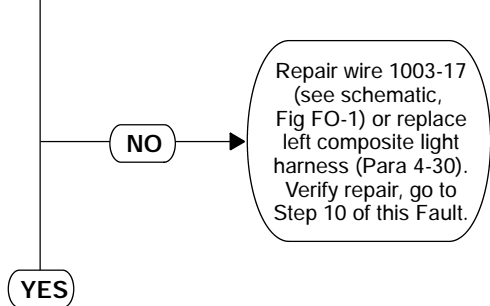 Repair wire 1003-17
(see schematic,
Fig FO-1) or replace
left composite light
harness (Para 4-30).
Verify repair, go to
Step 10 of this Fault.
NO
YES